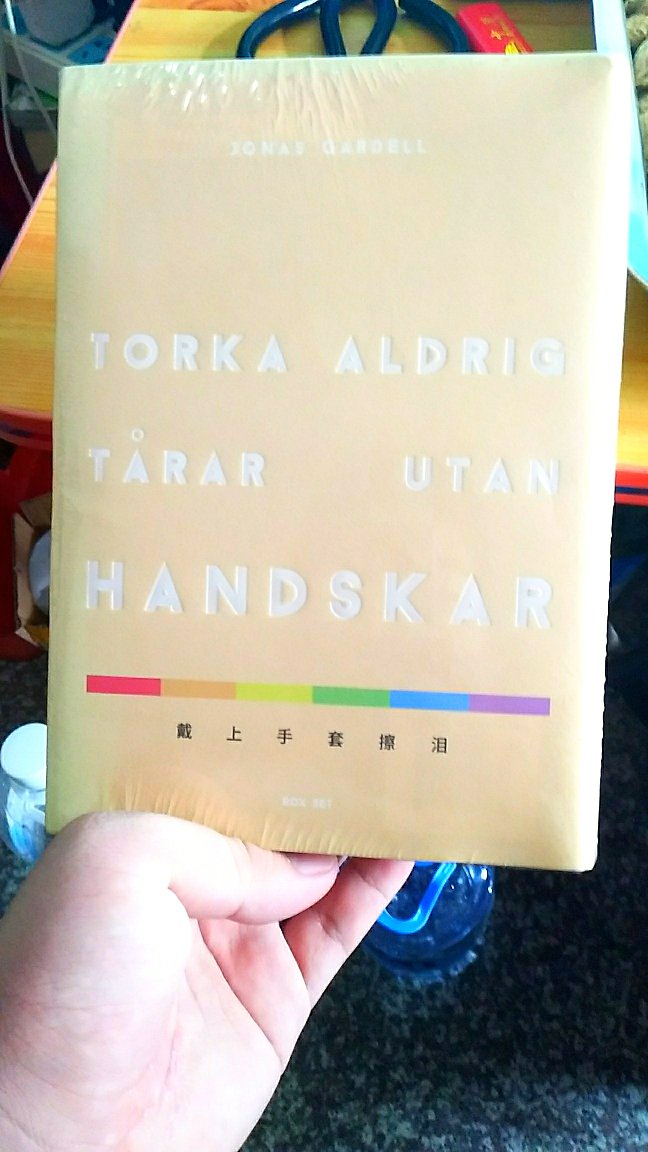 JONAS GARDELL
TORKA ALDRIG
TÅRAR UTAN
HANDSKAR
戴上手套擦泪
BOX SET